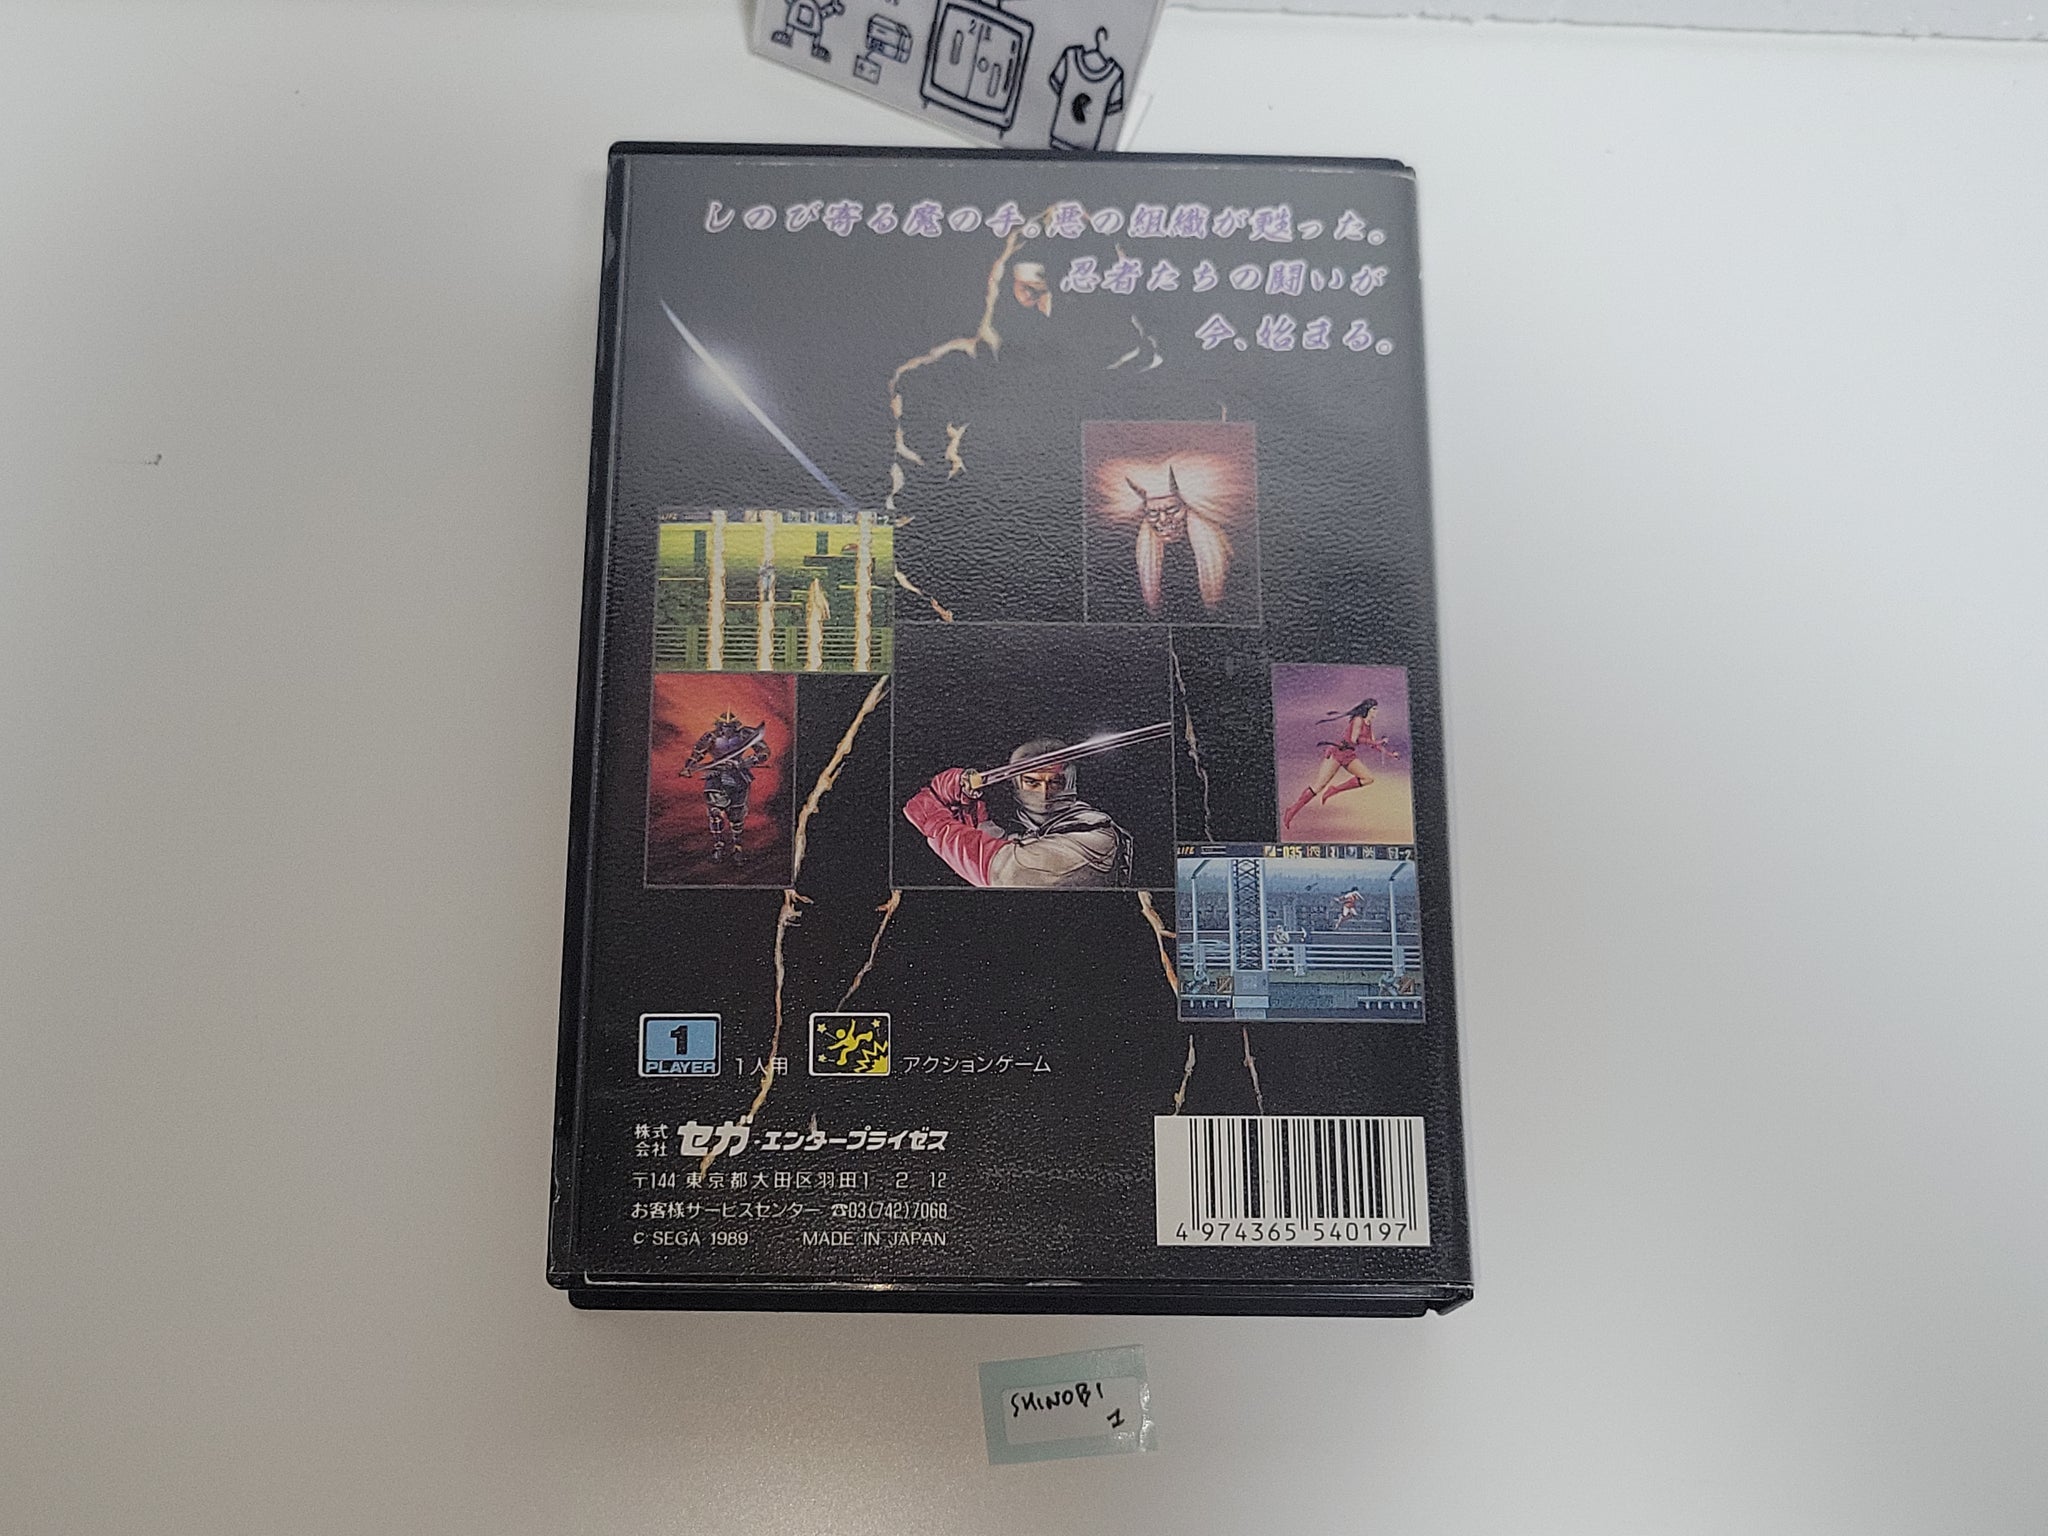 しのび寄る魔の手。悪の組織が甦った。
忍者たちの闘いが
今、始まる。
LIFE
LIFE -035 -2
1 PLAYER 1人用 アクションゲーム
株式会社 セガ・エンタープライゼス
〒144 東京都大田区羽田1-2-12
お客様サービスセンター ☎03(742)7068
© SEGA 1989 MADE IN JAPAN
4 974365 540197
SHINOBI
1